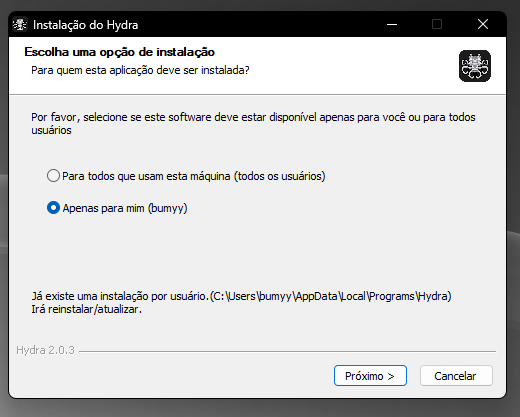 Instalação do Hydra
Escolha uma opção de instalação
Para quem esta aplicação deve ser instalada?
Por favor, selecione se este software deve estar disponível apenas para você ou para todos
usuários
Para todos que usam esta máquina (todos os usuários)
Apenas para mim (bumyy)
Já existe uma instalação por usuário.(C:\Users\bumyy\AppData\Local\Programs\Hydra)
Irá reinstalar/atualizar.
Hydra 2.0.3
Próximo >
Cancelar